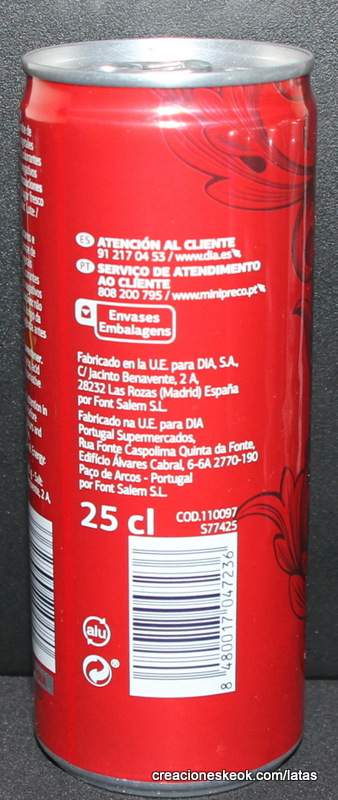 ES ATENCIÓN AL CLIENTE
91 217 04 53 / www.dia.es
PT SERVIÇO DE ATENDIMENTO
AO CLIENTE
808 200 795 / www.minipreco.pt
Envases
Embalagens
Fabricado en la U.E. para DIA, S.A.,
C/ Jacinto Benavente, 2 A,
28232 Las Rozas (Madrid) España
por Font Salem S.L.
Fabricado na U.E. para DIA
Portugal Supermercados,
Rua Fonte Caspolima Quinta da Fonte,
Edifício Álvares Cabral, 6-6A 2770-190
Paço de Arcos - Portugal
por Font Salem S.L.
25 cl
COD.110097
S77425
alu
8 480017 047236
creacioneskeok.com/latas